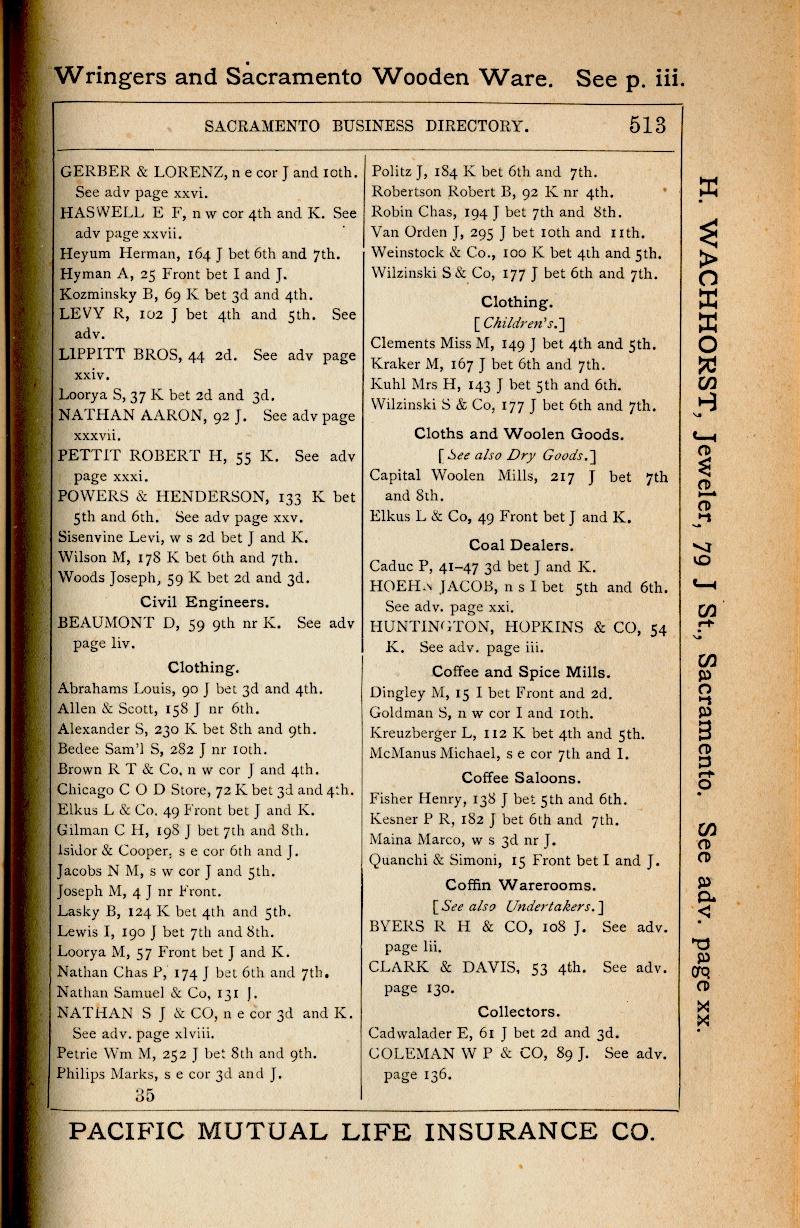 Wringers and Sacramento Wooden Ware. See p. iii.
SACRAMENTO BUSINESS DIRECTORY. 513
GERBER & LORENZ, n e cor J and 10th.
See adv page xxvi.
HASWELL E F, n w cor 4th and K. See
adv page xxvii.
Heyum Herman, 164 J bet 6th and 7th.
Hyman A, 25 Front bet I and J.
Kozminsky B, 69 K bet 3d and 4th.
LEVY R, 102 J bet 4th and 5th. See
adv.
LIPPITT BROS, 44 2d. See adv page
xxiv.
Loorya S, 37 K bet 2d and 3d.
NATHAN AARON, 92 J. See adv page
xxxvii.
PETTIT ROBERT H, 55 K. See adv
page xxxi.
POWERS & HENDERSON, 133 K bet
5th and 6th. See adv page xxv.
Sisenvine Levi, w s 2d bet J and K.
Wilson M, 178 K bet 6th and 7th.
Woods Joseph, 59 K bet 2d and 3d.
Civil Engineers.
BEAUMONT D, 59 9th nr K. See adv
page liv.
Clothing.
Abrahams Louis, 90 J bet 3d and 4th.
Allen & Scott, 158 J nr 6th.
Alexander S, 230 K bet 8th and 9th.
Bedee Sam'l S, 282 J nr 10th.
Brown R T & Co, n w cor J and 4th.
Chicago C O D Store, 72 K bet 3d and 4th.
Elkus L & Co, 49 Front bet J and K.
Gilman C H, 198 J bet 7th and 8th.
Isidor & Cooper, s e cor 6th and J.
Jacobs N M, s w cor J and 5th.
Joseph M, 4 J nr Front.
Lasky B, 124 K bet 4th and 5th.
Lewis I, 190 J bet 7th and 8th.
Loorya M, 57 Front bet J and K.
Nathan Chas P, 174 J bet 6th and 7th.
Nathan Samuel & Co, 131 J.
NATHAN S J & CO, n e cor 3d and K.
See adv. page xlviii.
Petrie Wm M, 252 J bet 8th and 9th.
Philips Marks, s e cor 3d and J.
35
Politz J, 184 K bet 6th and 7th.
Robertson Robert B, 92 K nr 4th.
Robin Chas, 194 J bet 7th and 8th.
Van Orden J, 295 J bet 10th and 11th.
Weinstock & Co., 100 K bet 4th and 5th.
Wilzinski S & Co, 177 J bet 6th and 7th.
Clothing.
[Children's.]
Clements Miss M, 149 J bet 4th and 5th.
Kraker M, 167 J bet 6th and 7th.
Kuhl Mrs H, 143 J bet 5th and 6th.
Wilzinski S & Co, 177 J bet 6th and 7th.
Cloths and Woolen Goods.
[See also Dry Goods.]
Capital Woolen Mills, 217 J bet 7th
and 8th.
Elkus L & Co, 49 Front bet J and K.
Coal Dealers.
Caduc P, 41-47 3d bet J and K.
HOEHN JACOB, n s I bet 5th and 6th.
See adv. page xxi.
HUNTINGTON, HOPKINS & CO, 54
K. See adv. page iii.
Coffee and Spice Mills.
Dingley M, 15 I bet Front and 2d.
Goldman S, n w cor I and 10th.
Kreuzberger L, 112 K bet 4th and 5th.
McManus Michael, s e cor 7th and I.
Coffee Saloons.
Fisher Henry, 138 J bet 5th and 6th.
Kesner P R, 182 J bet 6th and 7th.
Maina Marco, w s 3d nr J.
Quanchi & Simoni, 15 Front bet I and J.
Coffin Warerooms.
[See also Undertakers.]
BYERS R H & CO, 108 J. See adv.
page lii.
CLARK & DAVIS, 53 4th. See adv.
page 130.
Collectors.
Cadwalader E, 61 J bet 2d and 3d.
COLEMAN W P & CO, 89 J. See adv.
page 136.
H. WACHHORST, Jeweler, 79 J St., Sacramento. See adv. page xx.
PACIFIC MUTUAL LIFE INSURANCE CO.